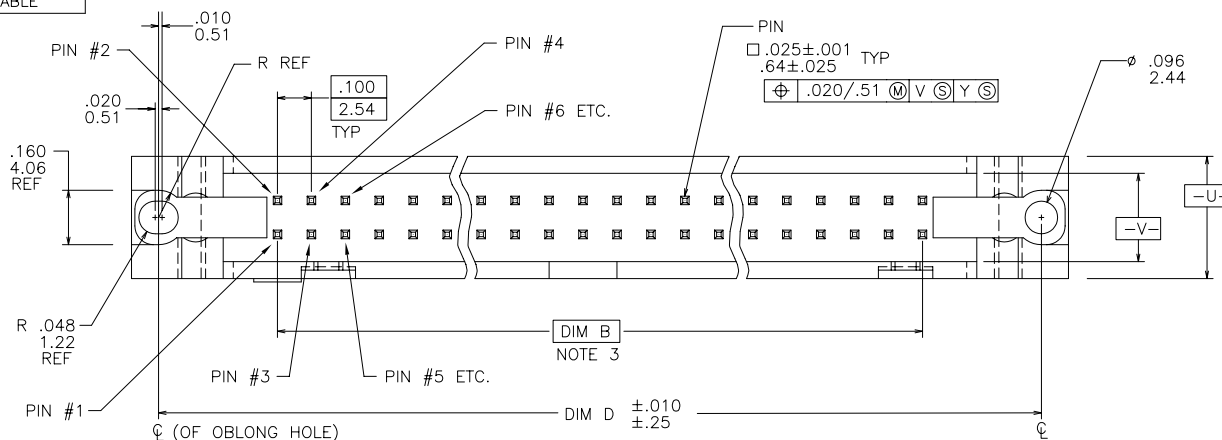 ABLE
.010
0.51
PIN #2
R REF
PIN #4
PIN
□ .025±.001 TYP
.64±.025
⌖ .020/.51 Ⓜ V Ⓢ Y Ⓢ
ø .096
2.44
.020
0.51
.100
2.54
TYP
PIN #6 ETC.
.160
4.06
REF
-U-
-V-
R .048
1.22
REF
DIM B
NOTE 3
PIN #3
PIN #5 ETC.
PIN #1
DIM D ±.010
±.25
℄ (OF OBLONG HOLE)
℄